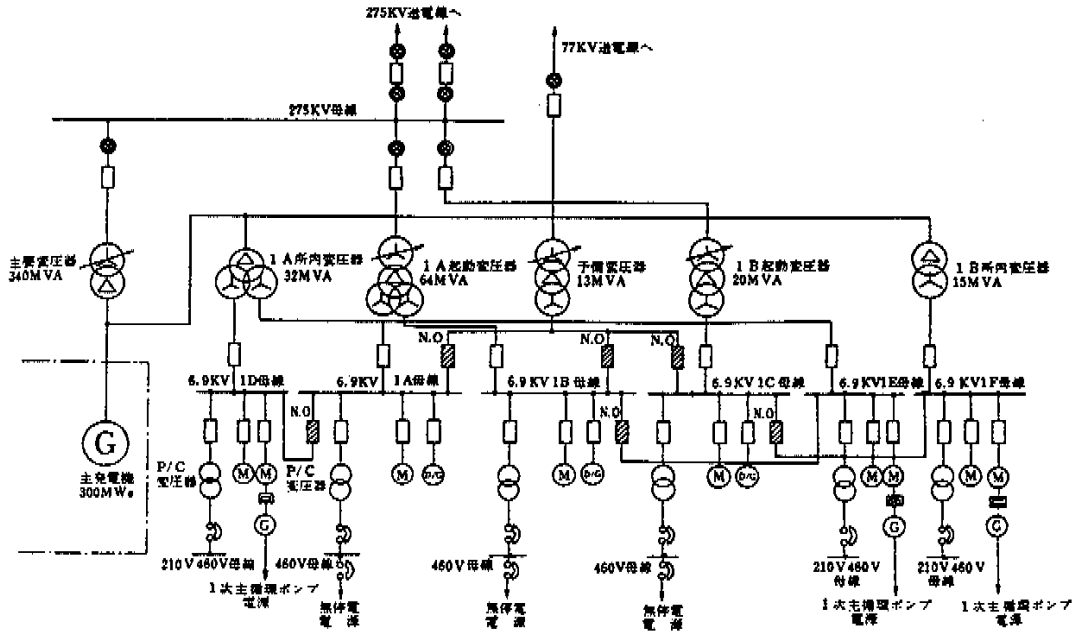 275KV送電線へ
77KV送電線へ
275KV母線
主要変圧器
340MVA
1A所内変圧器
32MVA
1A起動変圧器
64MVA
予備変圧器
13MVA
1B起動変圧器
20MVA
1B所内変圧器
15MVA
N.O
N.O
N.O
6.9KV 1D母線
6.9KV 1A母線
6.9KV 1B母線
6.9KV 1C母線
6.9KV1E母線
6.9KV1F母線
N.O
N.O
N.O
G
主発電機
300MWe
P/C
変圧器
M
M
P/C
変圧器
M
D/G
M
D/G
M
D/G
M
M
M
M
G
G
G
210V 460V母線
460V母線
460V母線
460V母線
210V 460V
母線
210V 460V
母線
1次主循環ポンプ
電源
無停電
電源
無停電
電源
無停電
電源
1次主循環ポンプ
電源
1次主循環ポンプ
電源